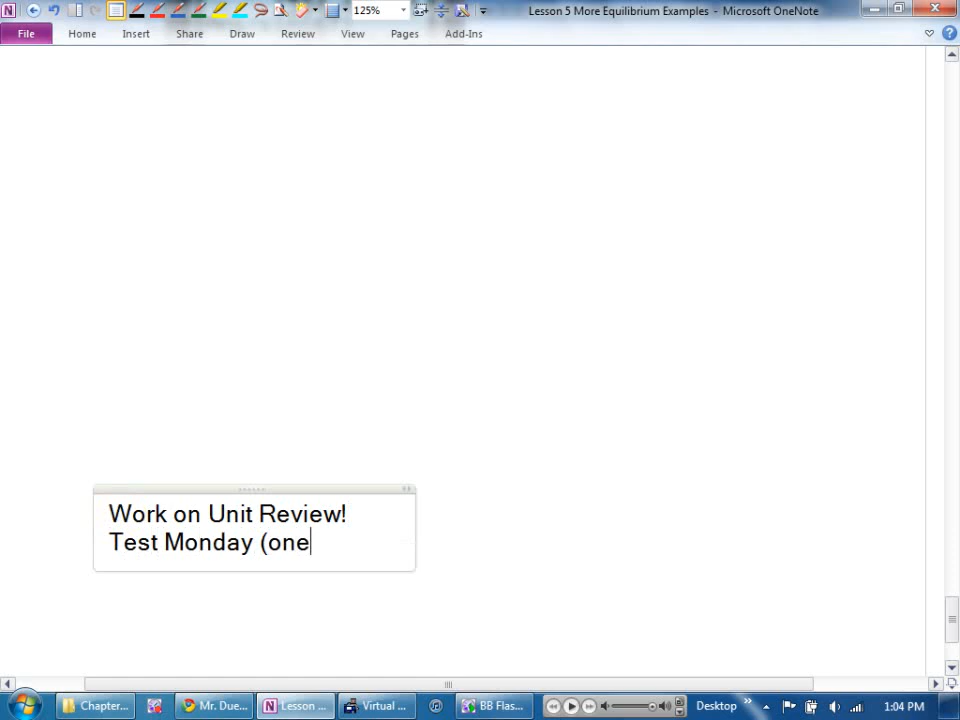 125%
Lesson 5 More Equilibrium Examples - Microsoft OneNote
File Home Insert Share Draw Review View Pages Add-Ins
Work on Unit Review!
Test Monday (one
Chapter... Mr. Due... Lesson ... Virtual ... BB Flas... Desktop 1:04 PM